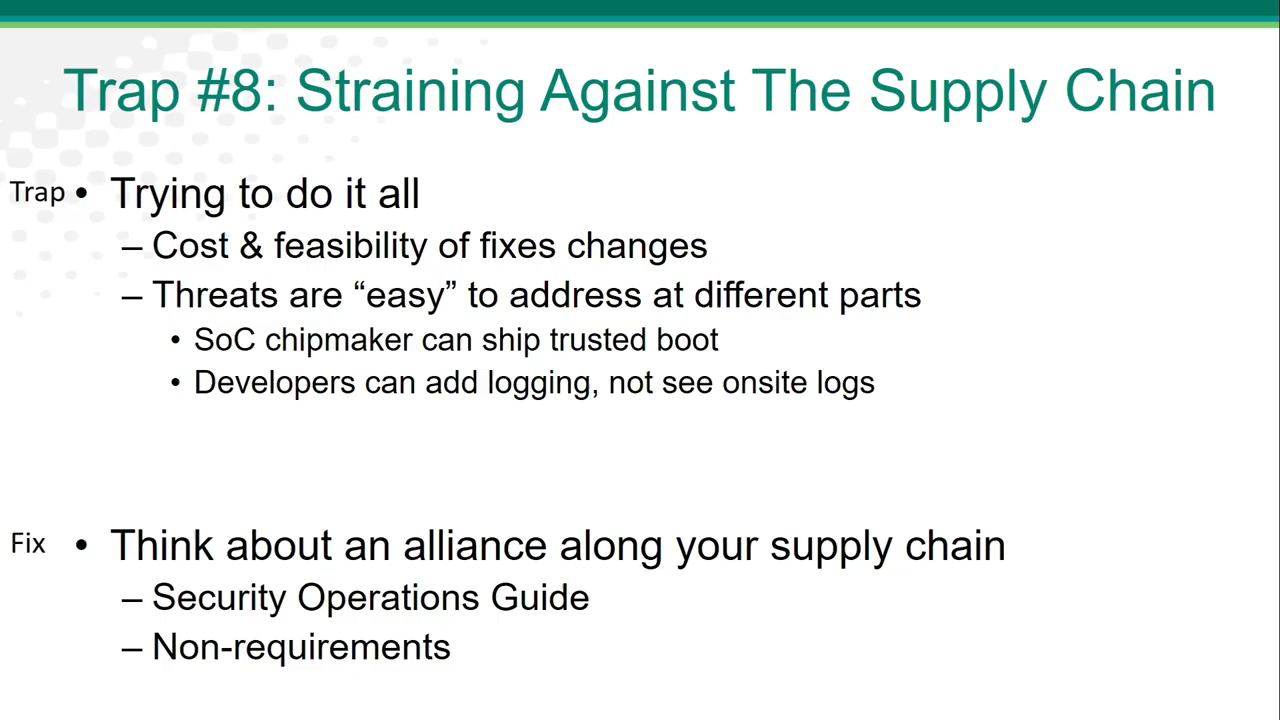 Trap #8: Straining Against The Supply Chain
Trap • Trying to do it all
– Cost & feasibility of fixes changes
– Threats are “easy” to address at different parts
• SoC chipmaker can ship trusted boot
• Developers can add logging, not see onsite logs
Fix • Think about an alliance along your supply chain
– Security Operations Guide
– Non-requirements